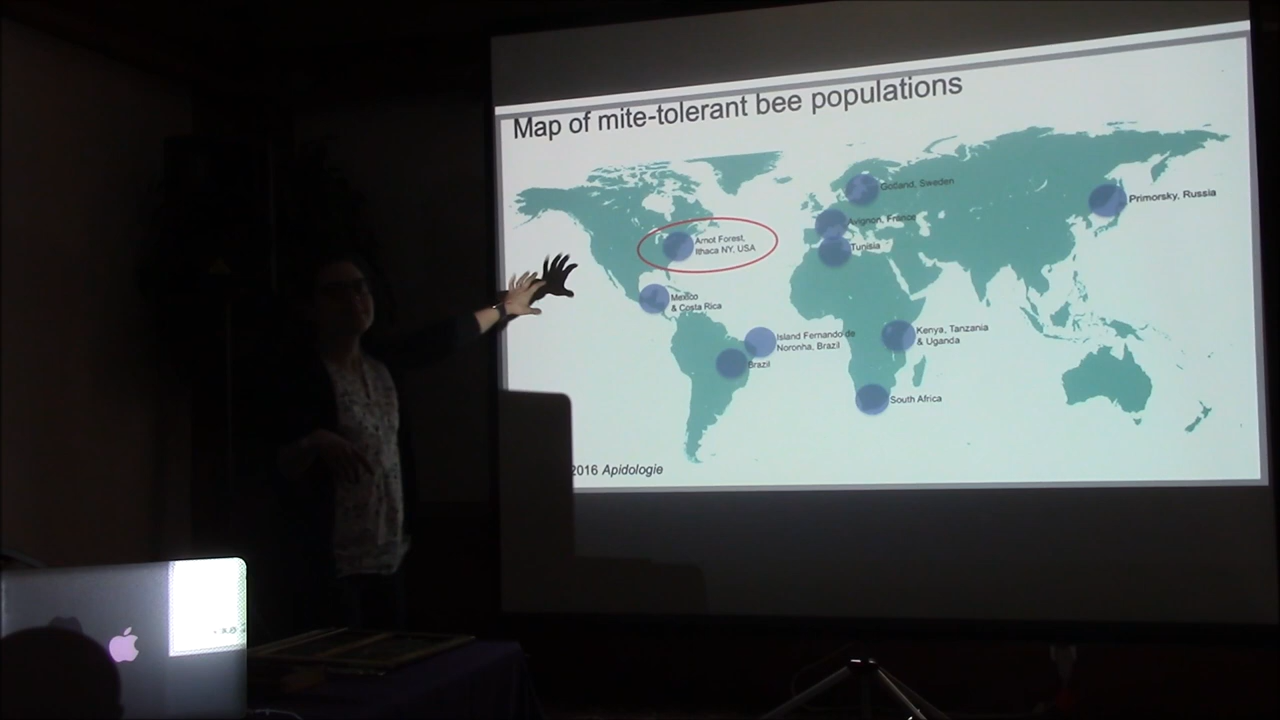 Map of mite-tolerant bee populations
Gotland, Sweden
Primorsky, Russia
Avignon, France
Arnot Forest,
Ithaca NY, USA
Tunisia
Mexico
& Costa Rica
Island Fernando de
Noronha, Brazil
Kenya, Tanzania
& Uganda
Brazil
South Africa
2016 Apidologie